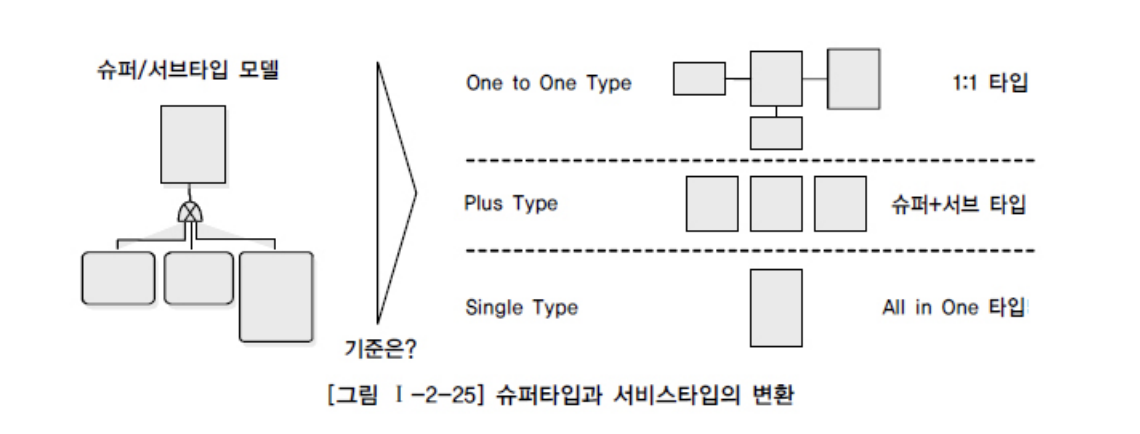 슈퍼/서브타입 모델
One to One Type
1:1 타입
Plus Type
슈퍼+서브 타입
Single Type
All in One 타입
기준은?
[그림 Ⅰ-2-25] 슈퍼타입과 서비스타입의 변환